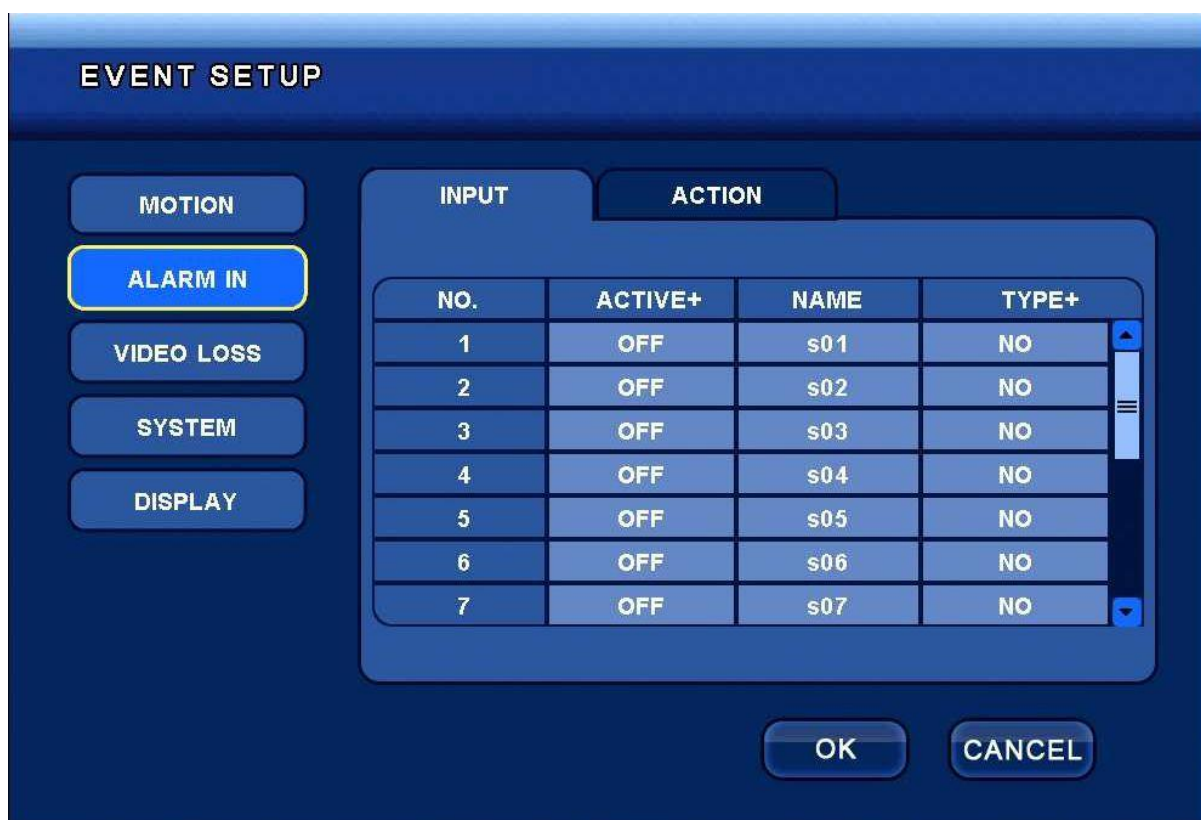 EVENT SETUP
MOTION
ALARM IN
VIDEO LOSS
SYSTEM
DISPLAY
INPUT ACTION
NO. ACTIVE+ NAME TYPE+
1 OFF s01 NO
2 OFF s02 NO
3 OFF s03 NO
4 OFF s04 NO
5 OFF s05 NO
6 OFF s06 NO
7 OFF s07 NO
OK CANCEL